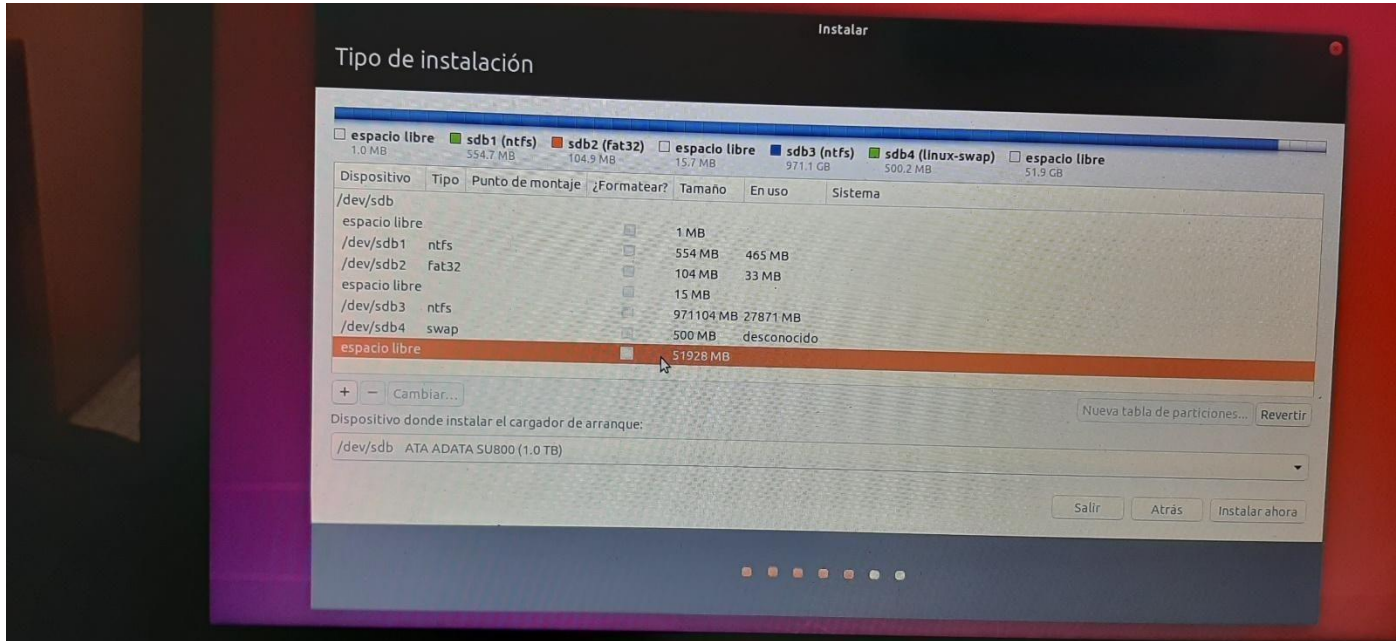 Instalar
Tipo de instalación
espacio libre sdb1 (ntfs) sdb2 (fat32) espacio libre sdb3 (ntfs) sdb4 (linux-swap) espacio libre
1.0 MB 554.7 MB 104.9 MB 15.7 MB 971.1 GB 500.2 MB 51.9 GB
Dispositivo Tipo Punto de montaje ¿Formatear? Tamaño En uso Sistema
/dev/sdb
espacio libre 1 MB
/dev/sdb1 ntfs 554 MB 465 MB
/dev/sdb2 fat32 104 MB 33 MB
espacio libre 15 MB
/dev/sdb3 ntfs 971104 MB 27871 MB
/dev/sdb4 swap 500 MB desconocido
espacio libre 51928 MB
+ − Cambiar... Nueva tabla de particiones... Revertir
Dispositivo donde instalar el cargador de arranque:
/dev/sdb ATA ADATA SU800 (1.0 TB)
Salir Atrás Instalar ahora